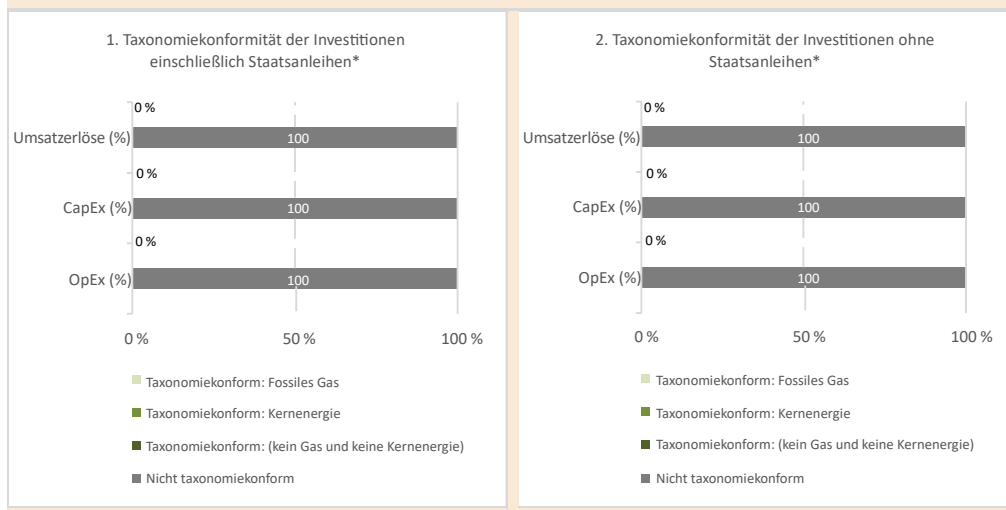 1. Taxonomiekonformität der Investitionen
einschließlich Staatsanleihen*
0 %
Umsatzerlöse (%)
100
0 %
CapEx (%)
100
0 %
OpEx (%)
100
0 %
50 %
100 %
Taxonomiekonform: Fossiles Gas
Taxonomiekonform: Kernenergie
Taxonomiekonform: (kein Gas und keine Kernenergie)
Nicht taxonomiekonform
2. Taxonomiekonformität der Investitionen ohne
Staatsanleihen*
0 %
Umsatzerlöse (%)
100
0 %
CapEx (%)
100
0 %
OpEx (%)
100
0 %
50 %
100 %
Taxonomiekonform: Fossiles Gas
Taxonomiekonform: Kernenergie
Taxonomiekonform: (kein Gas und keine Kernenergie)
Nicht taxonomiekonform